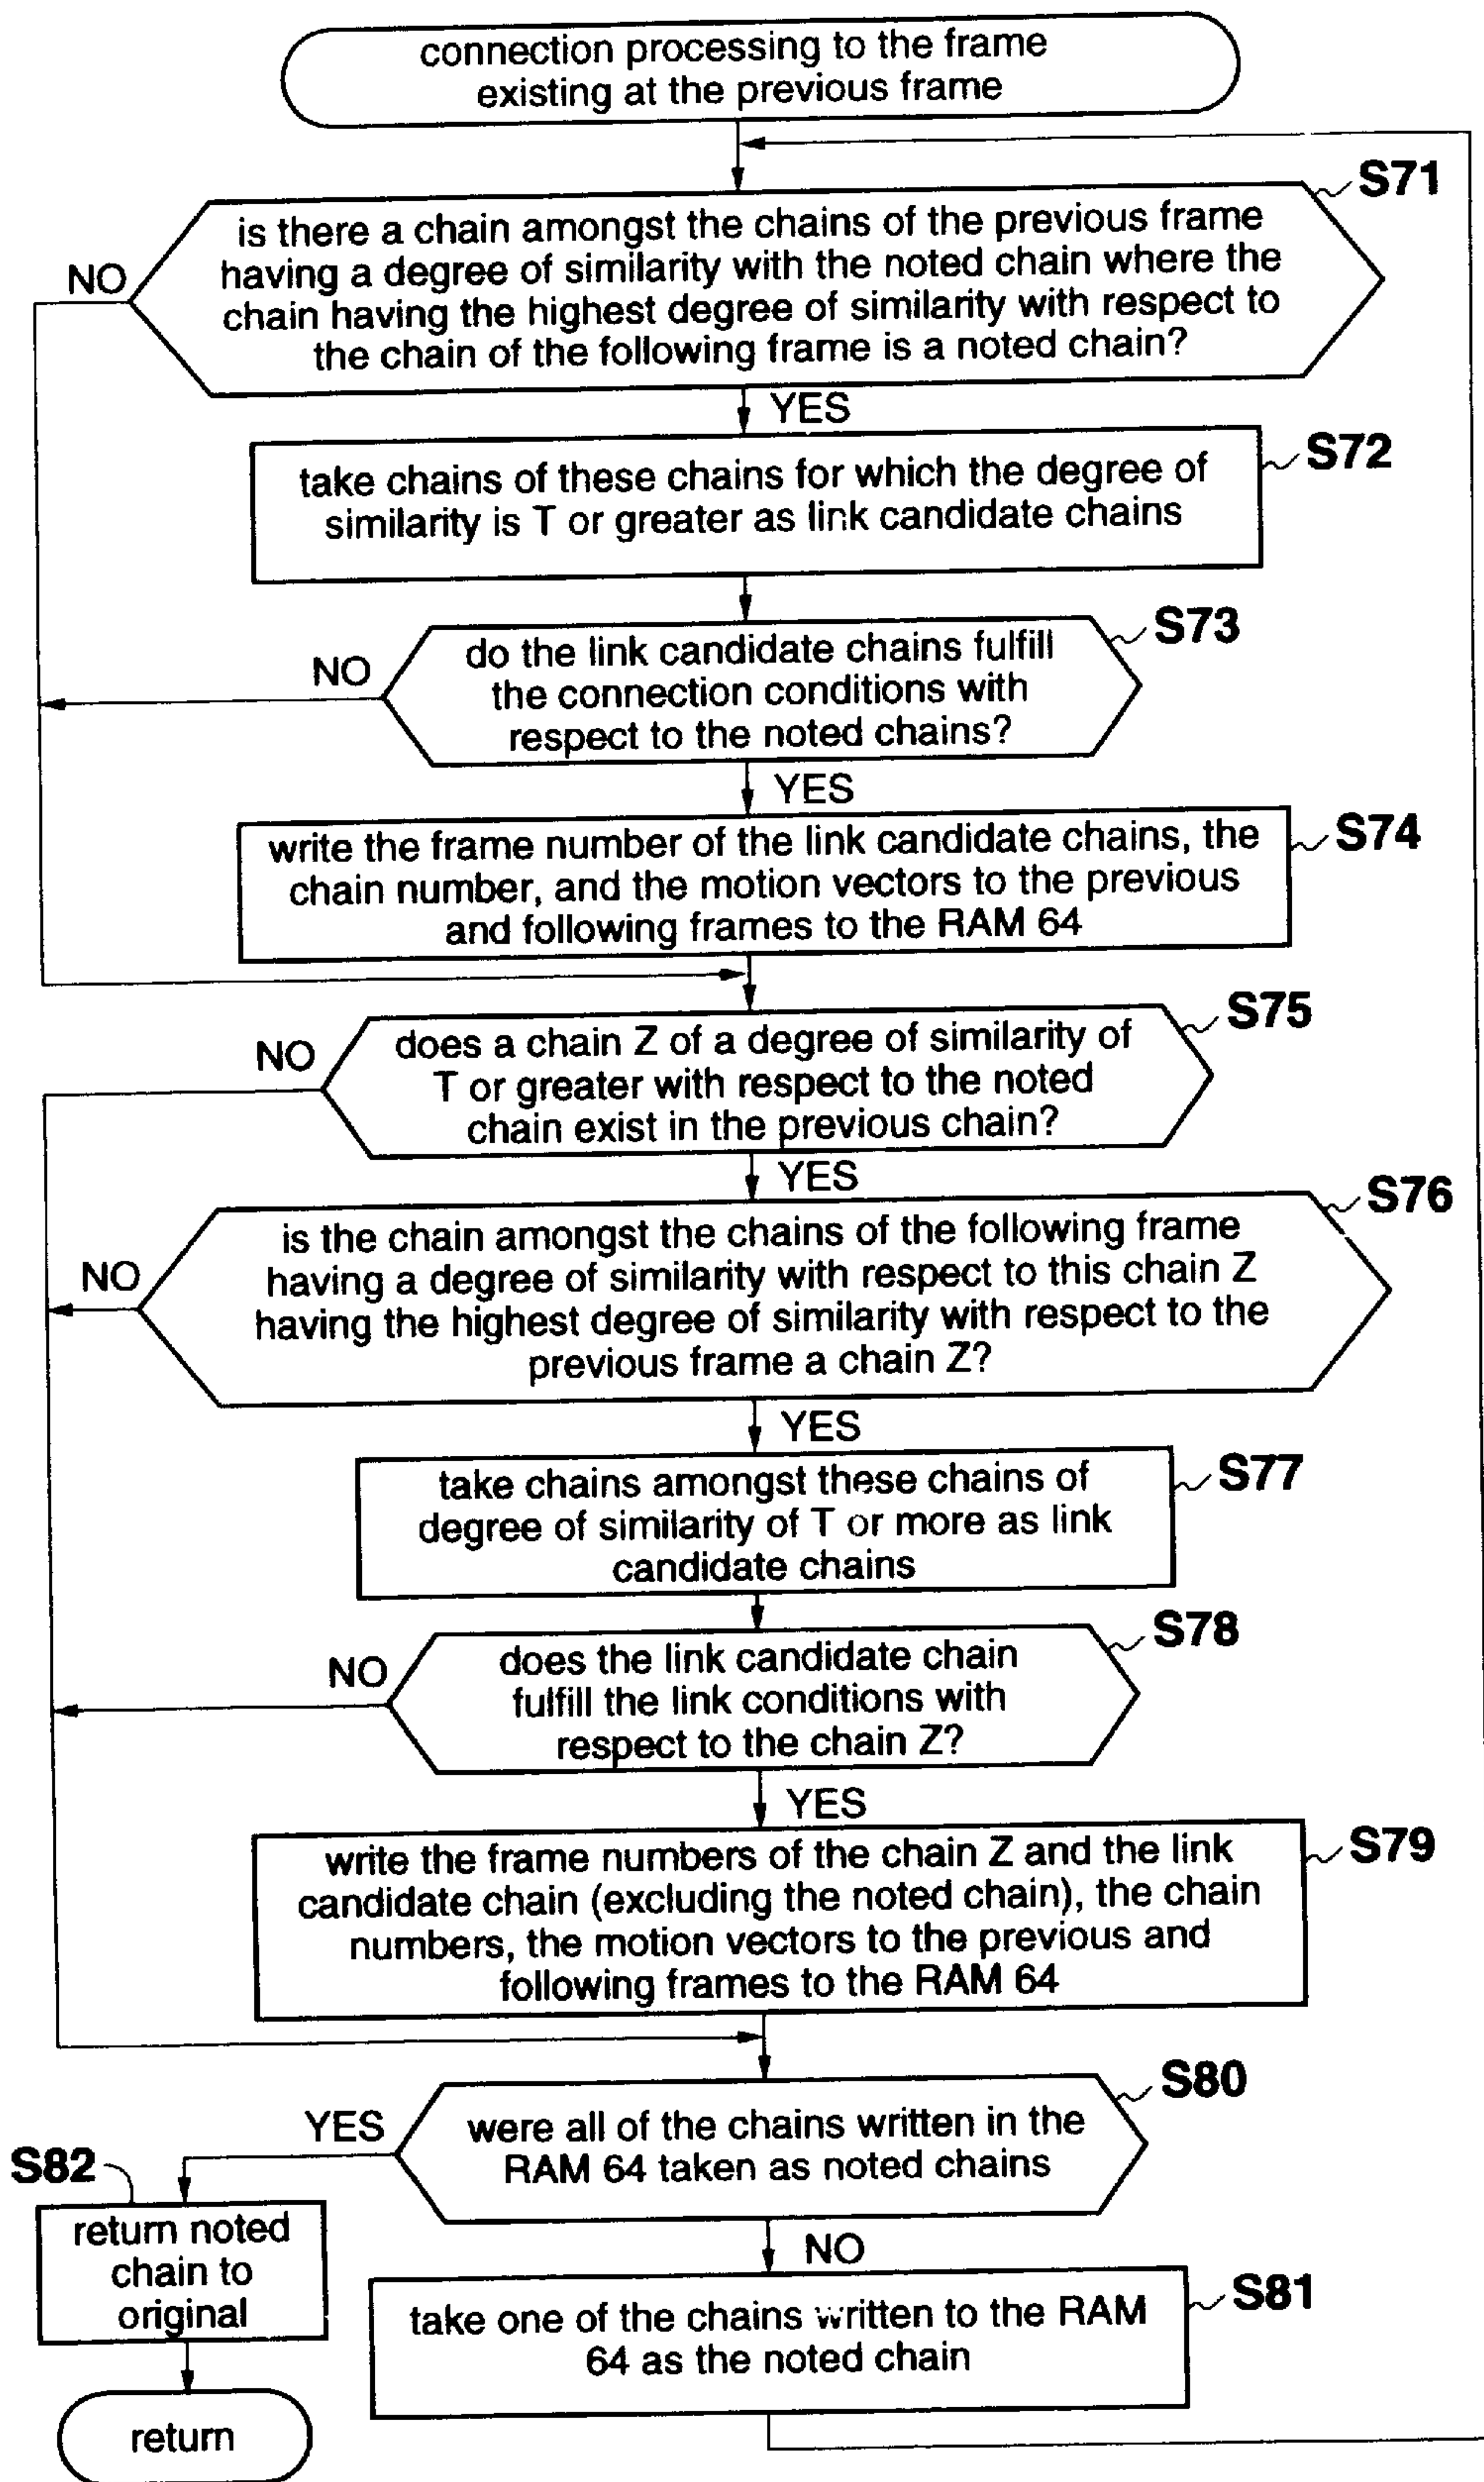 connection processing to the frame
existing at the previous frame
S71
is there a chain amongst the chains of the previous frame
having a degree of similarity with the noted chain where the
chain having the highest degree of similarity with respect to
the chain of the following frame is a noted chain?
NO
YES
S72
take chains of these chains for which the degree of
similarity is T or greater as link candidate chains
S73
do the link candidate chains fulfill
the connection conditions with
respect to the noted chains?
NO
YES
S74
write the frame number of the link candidate chains, the
chain number, and the motion vectors to the previous
and following frames to the RAM 64
S75
does a chain Z of a degree of similarity of
T or greater with respect to the noted
chain exist in the previous chain?
NO
YES
S76
is the chain amongst the chains of the following frame
having a degree of similarity with respect to this chain Z
having the highest degree of similarity with respect to the
previous frame a chain Z?
NO
YES
S77
take chains amongst these chains of
degree of similarity of T or more as link
candidate chains
S78
does the link candidate chain
fulfill the link conditions with
respect to the chain Z?
NO
YES
S79
write the frame numbers of the chain Z and the link
candidate chain (excluding the noted chain), the chain
numbers, the motion vectors to the previous and
following frames to the RAM 64
S80
were all of the chains written in the
RAM 64 taken as noted chains
YES
NO
S82
return noted
chain to
original
S81
take one of the chains written to the RAM
64 as the noted chain
return